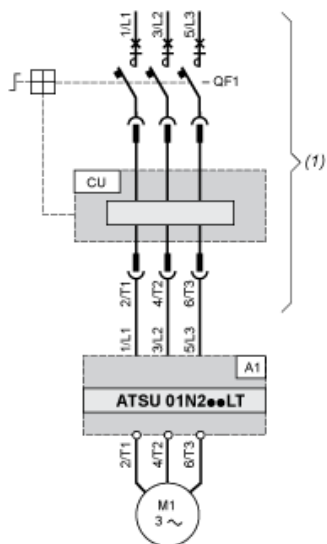 1/L1 3/L2 5/L3
QF1
(1)
CU
2/T1 4/T2 6/T3
1/L1 3/L2 5/L3
A1
ATSU 01N2●●LT
2/T1 4/T2 6/T3
M1
3 ~